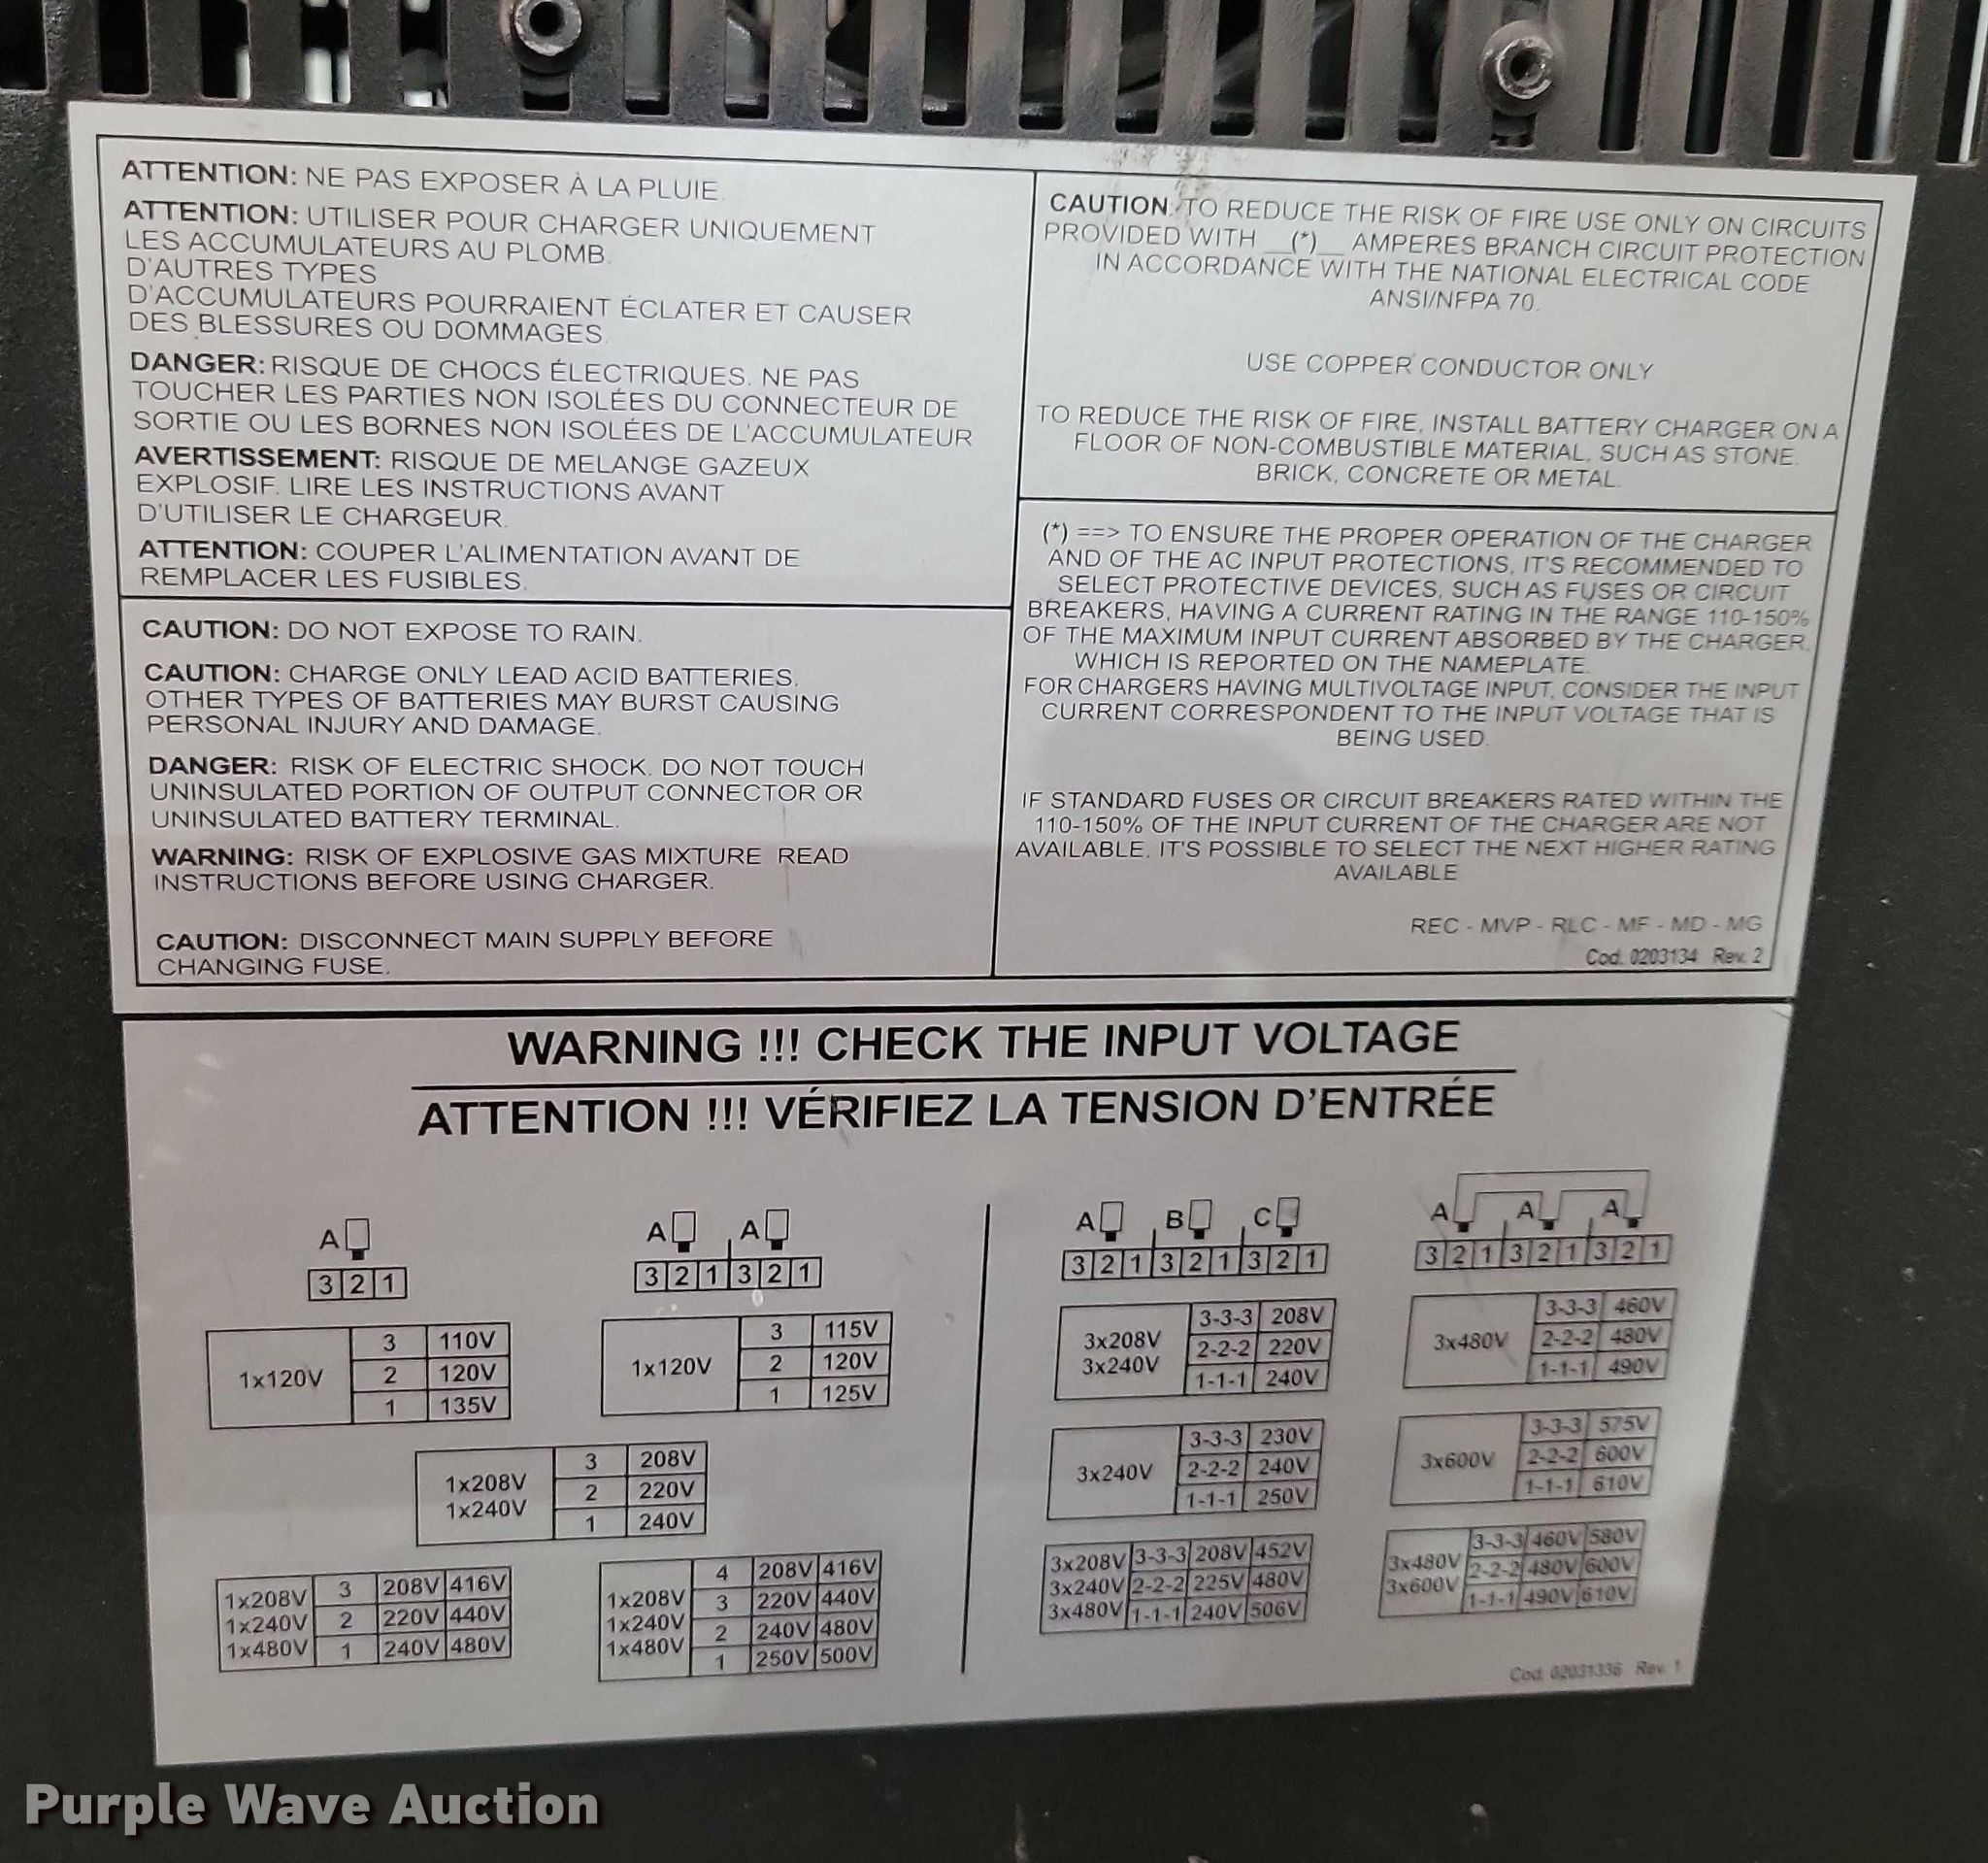 ATTENTION: NE PAS EXPOSER À LA PLUIE.
ATTENTION: UTILISER POUR CHARGER UNIQUEMENT
LES ACCUMULATEURS AU PLOMB.
D'AUTRES TYPES
D'ACCUMULATEURS POURRAIENT ÉCLATER ET CAUSER
DES BLESSURES OU DOMMAGES.
DANGER: RISQUE DE CHOCS ÉLECTRIQUES. NE PAS
TOUCHER LES PARTIES NON ISOLÉES DU CONNECTEUR DE
SORTIE OU LES BORNES NON ISOLÉES DE L'ACCUMULATEUR
AVERTISSEMENT: RISQUE DE MELANGE GAZEUX
EXPLOSIF. LIRE LES INSTRUCTIONS AVANT
D'UTILISER LE CHARGEUR.
ATTENTION: COUPER L'ALIMENTATION AVANT DE
REMPLACER LES FUSIBLES.
CAUTION: DO NOT EXPOSE TO RAIN.
CAUTION: CHARGE ONLY LEAD ACID BATTERIES.
OTHER TYPES OF BATTERIES MAY BURST CAUSING
PERSONAL INJURY AND DAMAGE.
DANGER: RISK OF ELECTRIC SHOCK. DO NOT TOUCH
UNINSULATED PORTION OF OUTPUT CONNECTOR OR
UNINSULATED BATTERY TERMINAL.
WARNING: RISK OF EXPLOSIVE GAS MIXTURE READ
INSTRUCTIONS BEFORE USING CHARGER.
CAUTION: DISCONNECT MAIN SUPPLY BEFORE
CHANGING FUSE.
CAUTION: TO REDUCE THE RISK OF FIRE USE ONLY ON CIRCUITS
PROVIDED WITH __(*)__ AMPERES BRANCH CIRCUIT PROTECTION
IN ACCORDANCE WITH THE NATIONAL ELECTRICAL CODE
ANSI/NFPA 70.
USE COPPER CONDUCTOR ONLY
TO REDUCE THE RISK OF FIRE, INSTALL BATTERY CHARGER ON A
FLOOR OF NON-COMBUSTIBLE MATERIAL, SUCH AS STONE.
BRICK, CONCRETE OR METAL.
(*) ==> TO ENSURE THE PROPER OPERATION OF THE CHARGER
AND OF THE AC INPUT PROTECTIONS, IT'S RECOMMENDED TO
SELECT PROTECTIVE DEVICES, SUCH AS FUSES OR CIRCUIT
BREAKERS, HAVING A CURRENT RATING IN THE RANGE 110-150%
OF THE MAXIMUM INPUT CURRENT ABSORBED BY THE CHARGER,
WHICH IS REPORTED ON THE NAMEPLATE.
FOR CHARGERS HAVING MULTIVOLTAGE INPUT, CONSIDER THE INPUT
CURRENT CORRESPONDENT TO THE INPUT VOLTAGE THAT IS
BEING USED.
IF STANDARD FUSES OR CIRCUIT BREAKERS RATED WITHIN THE
110-150% OF THE INPUT CURRENT OF THE CHARGER ARE NOT
AVAILABLE, IT'S POSSIBLE TO SELECT THE NEXT HIGHER RATING
AVAILABLE
REC - MVP - RLC - MF - MD - MG
Cod. 0203134 Rev. 2
WARNING !!! CHECK THE INPUT VOLTAGE
ATTENTION !!! VÉRIFIEZ LA TENSION D'ENTRÉE
A
3 2 1
1x120V
3 110V
2 120V
1 135V
A A
3 2 1 3 2 1
1x120V
3 115V
2 120V
1 125V
1x208V
1x240V
3 208V
2 220V
1 240V
1x208V
1x240V
1x480V
3 208V 416V
2 220V 440V
1 240V 480V
1x208V
1x240V
1x480V
4 208V 416V
3 220V 440V
2 240V 480V
1 250V 500V
A B C
3 2 1 3 2 1 3 2 1
3x208V
3x240V
3-3-3 208V
2-2-2 220V
1-1-1 240V
3x240V
3-3-3 230V
2-2-2 240V
1-1-1 250V
3x208V
3x240V
3x480V
3-3-3 208V 452V
2-2-2 225V 480V
1-1-1 240V 506V
A A A
3 2 1 3 2 1 3 2 1
3x480V
3-3-3 460V
2-2-2 480V
1-1-1 490V
3x600V
3-3-3 575V
2-2-2 600V
1-1-1 610V
3x480V
3x600V
3-3-3 460V 580V
2-2-2 480V 600V
1-1-1 490V 610V
Cod. 02031336 Rev. 1
Purple Wave Auction